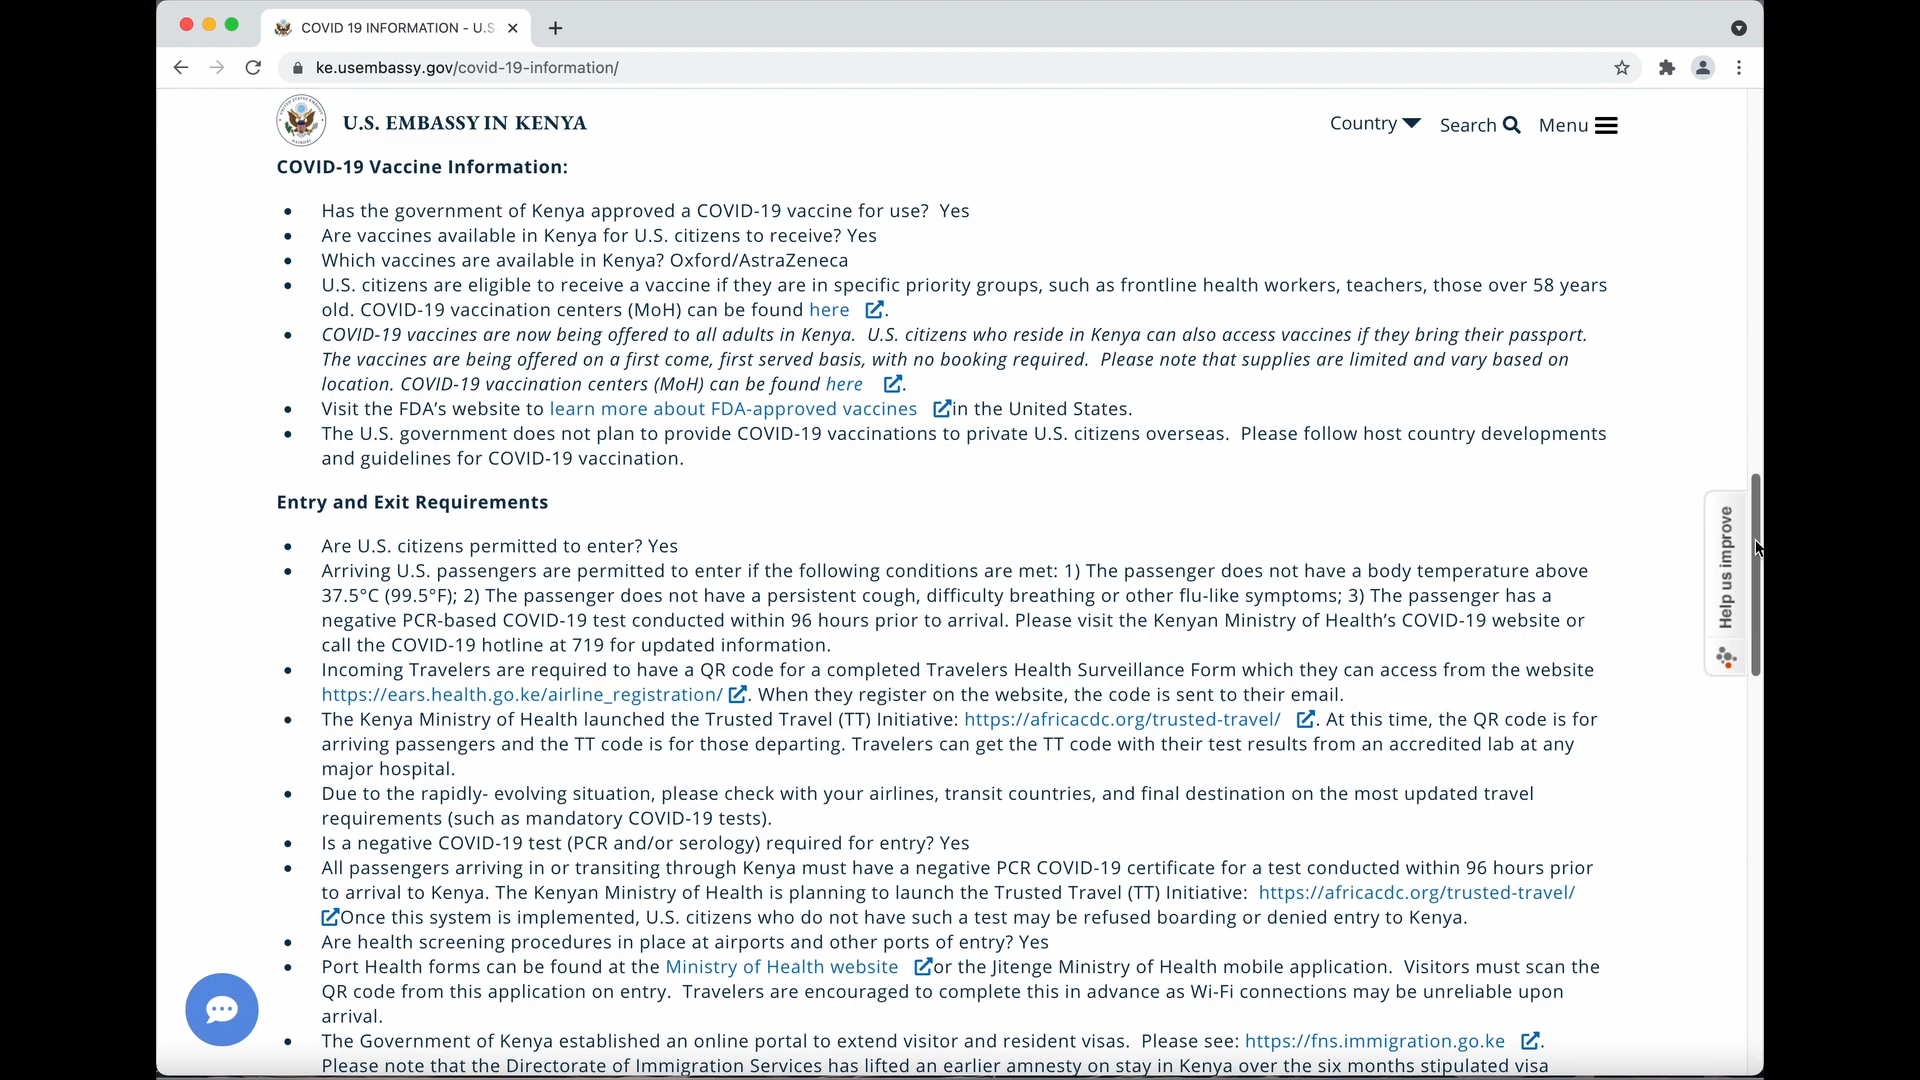 COVID 19 INFORMATION - U.S
ke.usembassy.gov/covid-19-information/
U.S. EMBASSY IN KENYA
Country
Search
Menu
COVID-19 Vaccine Information:
• Has the government of Kenya approved a COVID-19 vaccine for use?  Yes
• Are vaccines available in Kenya for U.S. citizens to receive? Yes
• Which vaccines are available in Kenya? Oxford/AstraZeneca
• U.S. citizens are eligible to receive a vaccine if they are in specific priority groups, such as frontline health workers, teachers, those over 58 years
old. COVID-19 vaccination centers (MoH) can be found here .
• COVID-19 vaccines are now being offered to all adults in Kenya.  U.S. citizens who reside in Kenya can also access vaccines if they bring their passport.
The vaccines are being offered on a first come, first served basis, with no booking required.  Please note that supplies are limited and vary based on
location. COVID-19 vaccination centers (MoH) can be found here .
• Visit the FDA’s website to learn more about FDA-approved vaccines in the United States.
• The U.S. government does not plan to provide COVID-19 vaccinations to private U.S. citizens overseas.  Please follow host country developments
and guidelines for COVID-19 vaccination.
Entry and Exit Requirements
• Are U.S. citizens permitted to enter? Yes
• Arriving U.S. passengers are permitted to enter if the following conditions are met: 1) The passenger does not have a body temperature above
37.5°C (99.5°F); 2) The passenger does not have a persistent cough, difficulty breathing or other flu-like symptoms; 3) The passenger has a
negative PCR-based COVID-19 test conducted within 96 hours prior to arrival. Please visit the Kenyan Ministry of Health’s COVID-19 website or
call the COVID-19 hotline at 719 for updated information.
• Incoming Travelers are required to have a QR code for a completed Travelers Health Surveillance Form which they can access from the website
https://ears.health.go.ke/airline_registration/ . When they register on the website, the code is sent to their email.
• The Kenya Ministry of Health launched the Trusted Travel (TT) Initiative: https://africacdc.org/trusted-travel/ . At this time, the QR code is for
arriving passengers and the TT code is for those departing. Travelers can get the TT code with their test results from an accredited lab at any
major hospital.
• Due to the rapidly- evolving situation, please check with your airlines, transit countries, and final destination on the most updated travel
requirements (such as mandatory COVID-19 tests).
• Is a negative COVID-19 test (PCR and/or serology) required for entry? Yes
• All passengers arriving in or transiting through Kenya must have a negative PCR COVID-19 certificate for a test conducted within 96 hours prior
to arrival to Kenya. The Kenyan Ministry of Health is planning to launch the Trusted Travel (TT) Initiative:  https://africacdc.org/trusted-travel/
Once this system is implemented, U.S. citizens who do not have such a test may be refused boarding or denied entry to Kenya.
• Are health screening procedures in place at airports and other ports of entry? Yes
• Port Health forms can be found at the Ministry of Health website or the Jitenge Ministry of Health mobile application.  Visitors must scan the
QR code from this application on entry.  Travelers are encouraged to complete this in advance as Wi-Fi connections may be unreliable upon
arrival.
• The Government of Kenya established an online portal to extend visitor and resident visas.  Please see: https://fns.immigration.go.ke .
Please note that the Directorate of Immigration Services has lifted an earlier amnesty on stay in Kenya over the six months stipulated visa
Help us improve